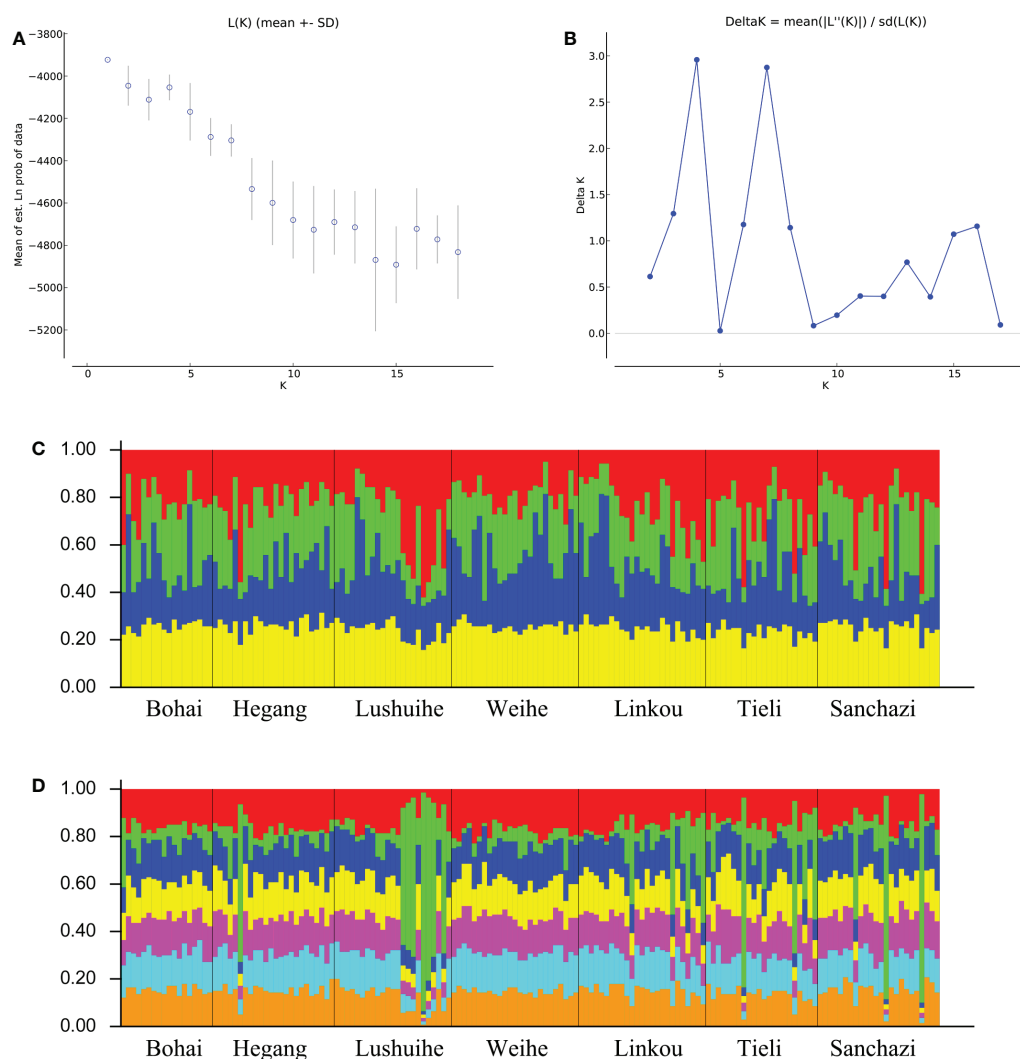 A
L(K) (mean +- SD)
Mean of est. Ln prob of data
−3800
−4000
−4200
−4400
−4600
−4800
−5000
−5200
0 5 10 15
K
B
DeltaK = mean(|L''(K)|) / sd(L(K))
Delta K
3.0
2.5
2.0
1.5
1.0
0.5
0.0
5 10 15
K
C
1.00
0.80
0.60
0.40
0.20
0.00
Bohai Hegang Lushuihe Weihe Linkou Tieli Sanchazi
D
1.00
0.80
0.60
0.40
0.20
0.00
Bohai Hegang Lushuihe Weihe Linkou Tieli Sanchazi